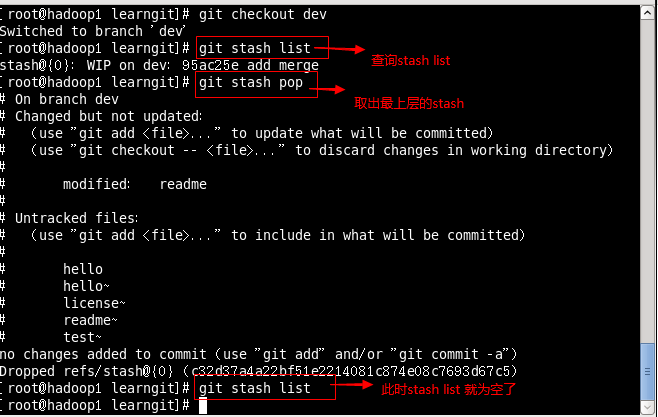 [ root@hadoop1 learngit]# git checkout dev
Switched to branch 'dev'
[ root@hadoop1 learngit]# git stash list
查询stash list
stash@{0}: WIP on dev: 95ac25e add merge
[ root@hadoop1 learngit]# git stash pop
取出最上层的stash
# On branch dev
# Changed but not updated:
#   (use "git add <file>..." to update what will be committed)
#   (use "git checkout -- <file>..." to discard changes in working directory)
#
#       modified:   readme
#
# Untracked files:
#   (use "git add <file>..." to include in what will be committed)
#
#       hello
#       hello~
#       license~
#       readme~
#       test~
no changes added to commit (use "git add" and/or "git commit -a")
Dropped refs/stash@{0} (c32d37a4a22bf51e2214081c874e08c7693d67c5)
[ root@hadoop1 learngit]# git stash list
此时stash list 就为空了
[ root@hadoop1 learngit]#